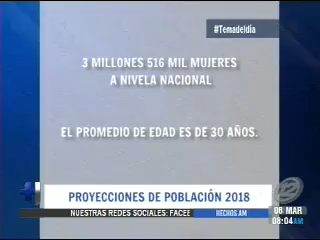 #Temadeldía
3 MILLONES 516 MIL MUJERES
A NIVELA NACIONAL
EL PROMEDIO DE EDAD ES DE 30 AÑOS.
PROYECCIONES DE POBLACIÓN 2018
NUESTRAS REDES SOCIALES: FACEE
HECHOS AM
08 MAR
08:04AM